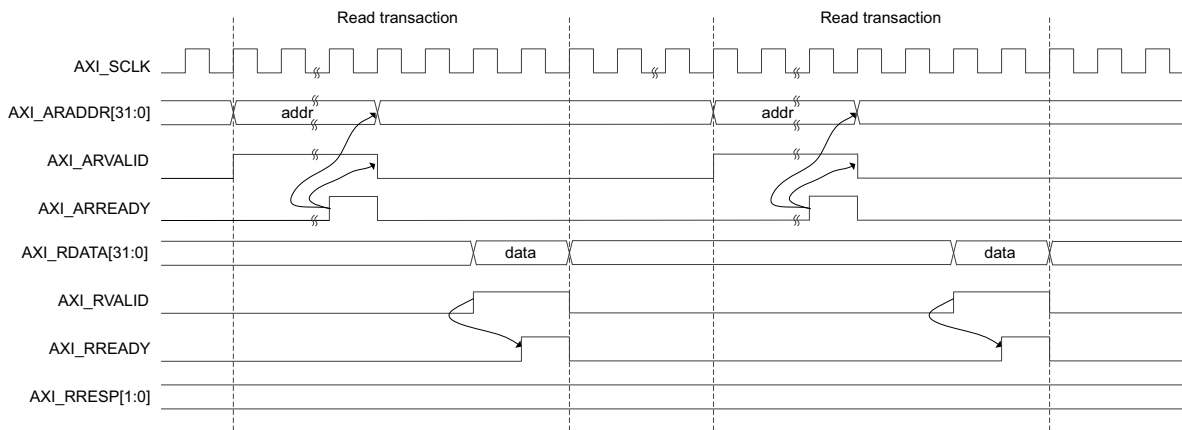 Read transaction Read transaction
AXI_SCLK
AXI_ARADDR[31:0] addr addr
AXI_ARVALID
AXI_ARREADY
AXI_RDATA[31:0] data data
AXI_RVALID
AXI_RREADY
AXI_RRESP[1:0]